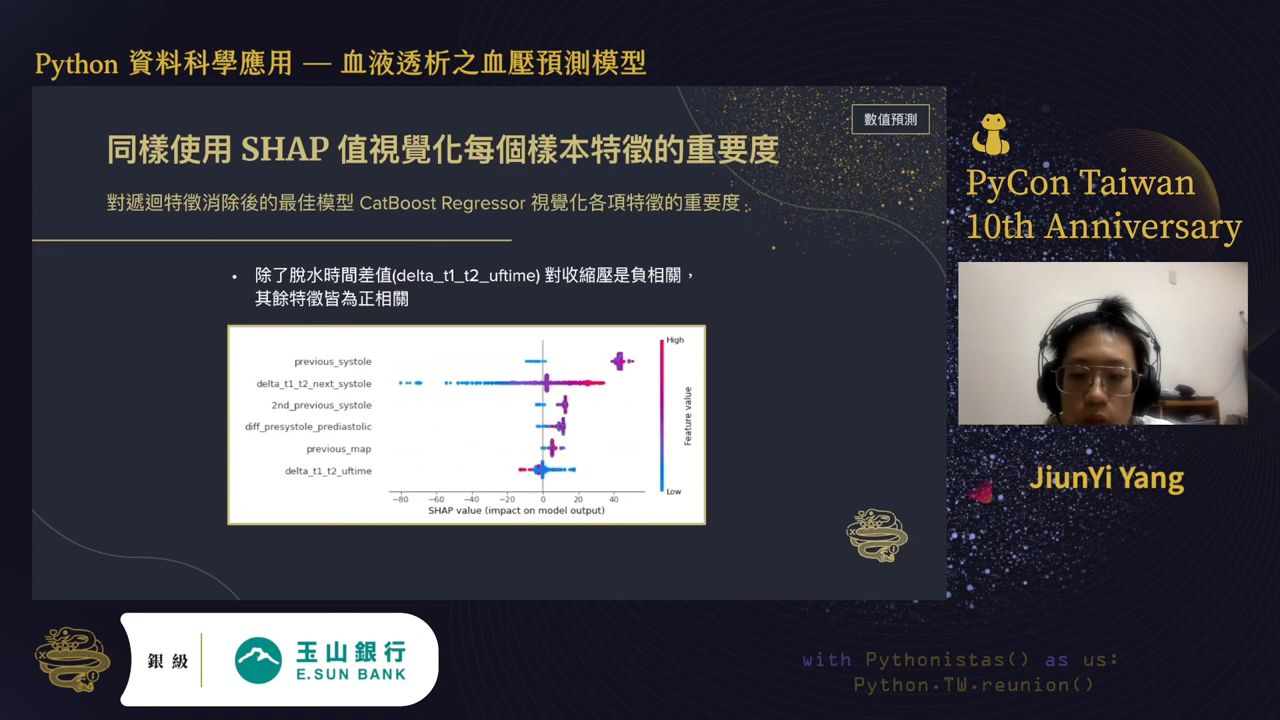 Python 資料科學應用 — 血液透析之血壓預測模型
數值預測
同樣使用 SHAP 值視覺化每個樣本特徵的重要度
對遞迴特徵消除後的最佳模型 CatBoost Regressor 視覺化各項特徵的重要度
• 除了脫水時間差值(delta_t1_t2_uftime) 對收縮壓是負相關，
其餘特徵皆為正相關
previous_systole
delta_t1_t2_next_systole
2nd_previous_systole
diff_presystole_prediastolic
previous_map
delta_t1_t2_uftime
−80 −60 −40 −20 0 20 40
SHAP value (impact on model output)
High
Feature value
Low
PyCon Taiwan
10th Anniversary
JiunYi Yang
銀級
玉山銀行
E.SUN BANK
with Pythonistas() as us:
Python.TW.reunion()